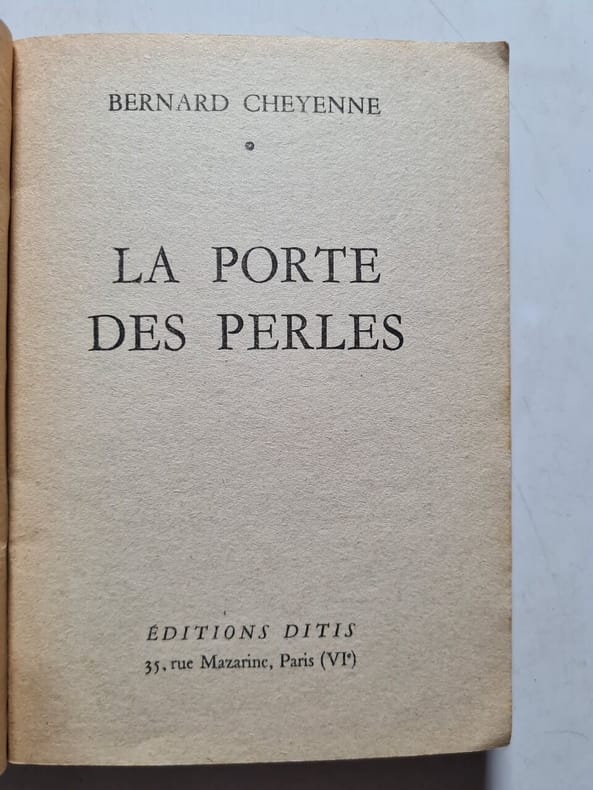 BERNARD CHEYENNE
LA PORTE
DES PERLES
ÉDITIONS DITIS
35, rue Mazarine, Paris (VIᵉ)